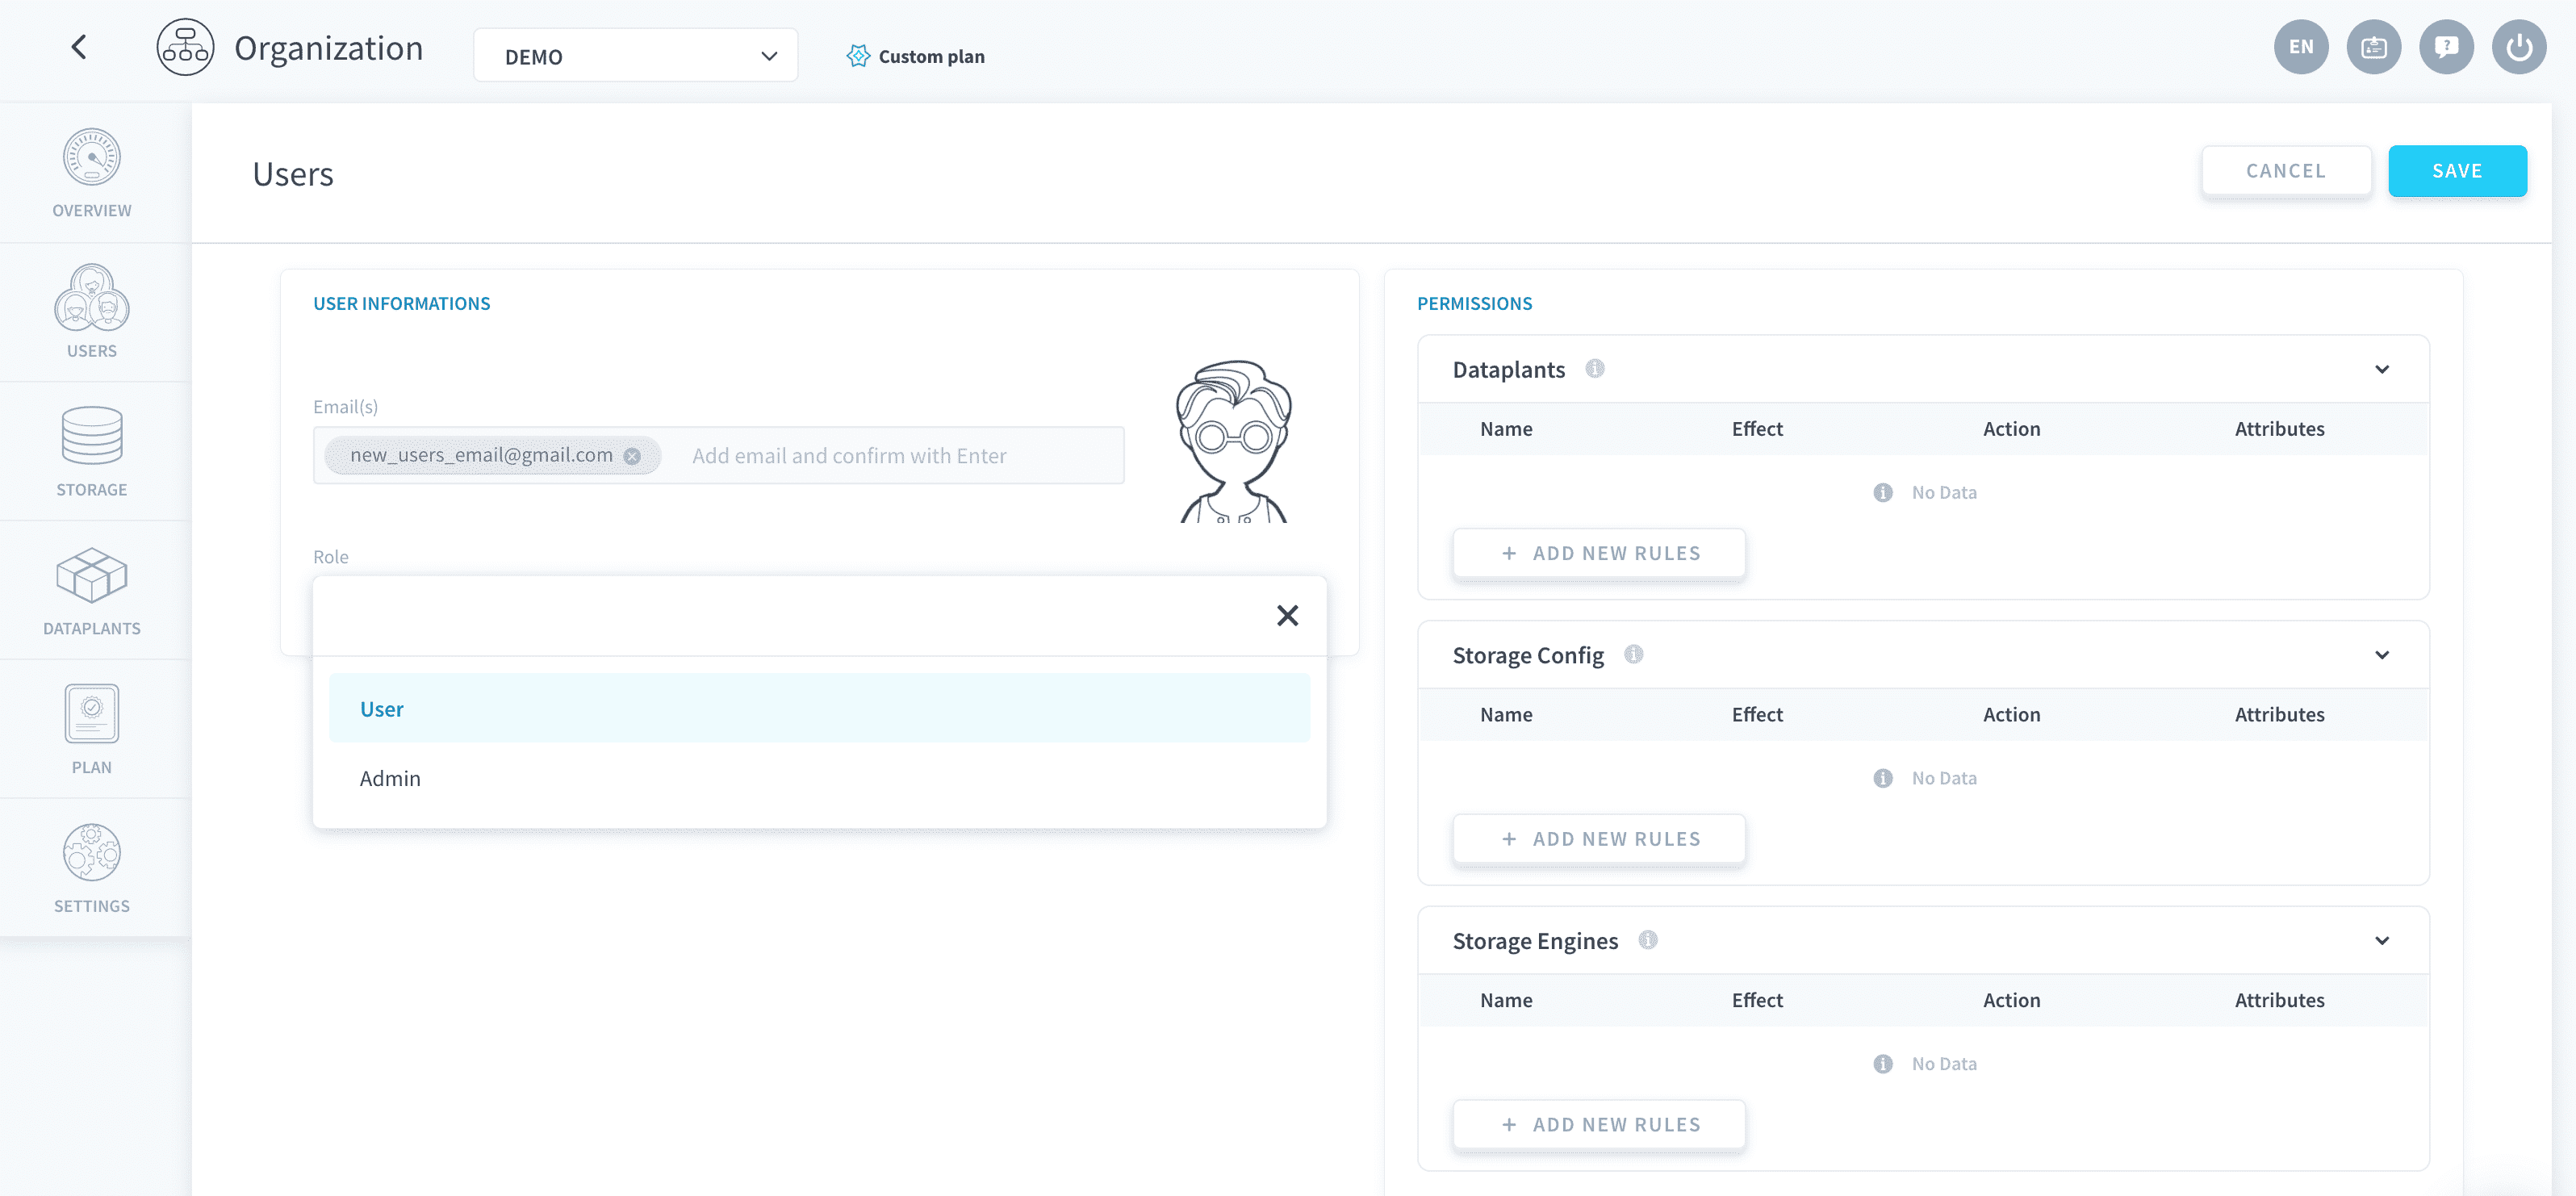 Organization
DEMO
Custom plan
EN
?
OVERVIEW
USERS
STORAGE
DATAPLANTS
PLAN
SETTINGS
Users
CANCEL
SAVE
USER INFORMATIONS
Email(s)
new_users_email@gmail.com
Add email and confirm with Enter
Role
User
Admin
PERMISSIONS
Dataplants
Name Effect Action Attributes
No Data
+ ADD NEW RULES
Storage Config
Name Effect Action Attributes
No Data
+ ADD NEW RULES
Storage Engines
Name Effect Action Attributes
No Data
+ ADD NEW RULES